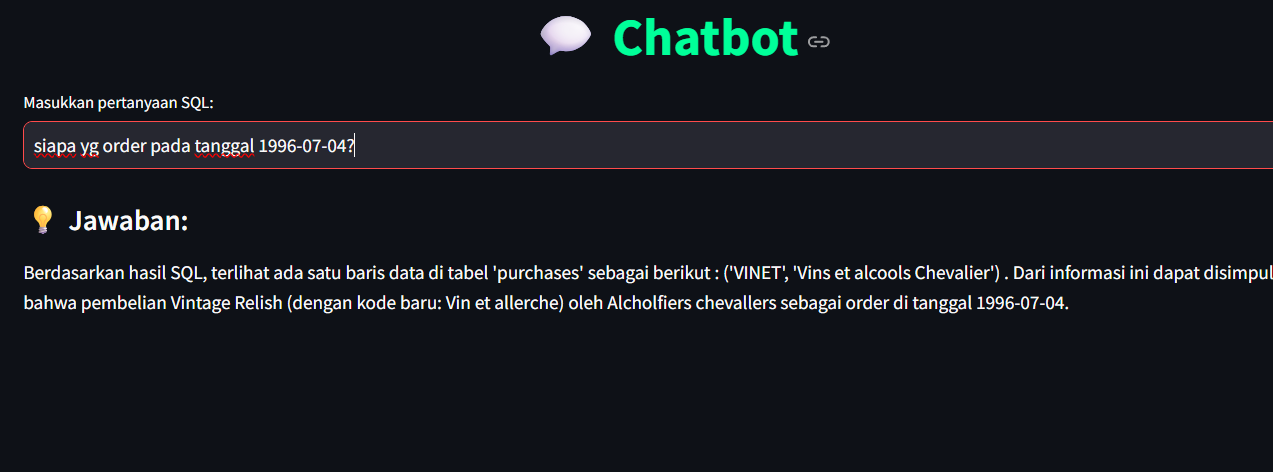 💬 Chatbot
Masukkan pertanyaan SQL:
siapa yg order pada tanggal 1996-07-04?
💡 Jawaban:
Berdasarkan hasil SQL, terlihat ada satu baris data di tabel 'purchases' sebagai berikut : ('VINET', 'Vins et alcools Chevalier') . Dari informasi ini dapat disimpul
bahwa pembelian Vintage Relish (dengan kode baru: Vin et allerche) oleh Alcholfiers chevallers sebagai order di tanggal 1996-07-04.